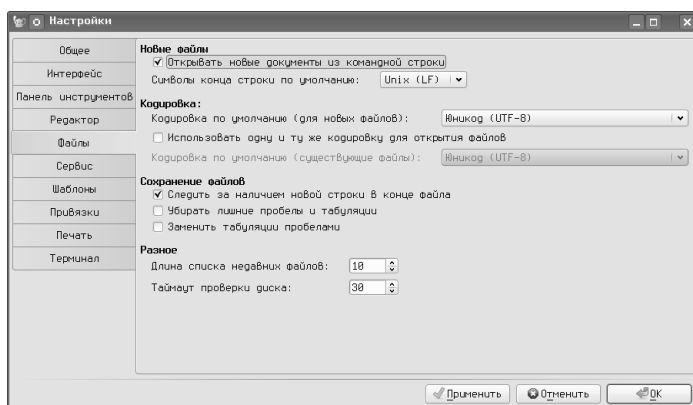 Настройки
Общее
Интерфейс
Панель инструментов
Редактор
Файлы
Сервис
Шаблоны
Привязки
Печать
Терминал
Новые файлы
Открывать новые документы из командной строки
Символы конца строки по умолчанию: Unix (LF)
Кодировка:
Кодировка по умолчанию (для новых файлов): Юникод (UTF-8)
Использовать одну и ту же кодировку для открытия файлов
Кодировка по умолчанию (существующие файлы): Юникод (UTF-8)
Сохранение файлов
Следить за наличием новой строки в конце файла
Убирать лишние пробелы и табуляции
Заменить табуляции пробелами
Разное
Длина списка недавних файлов: 10
Таймаут проверки диска: 30
Применить Отменить OK